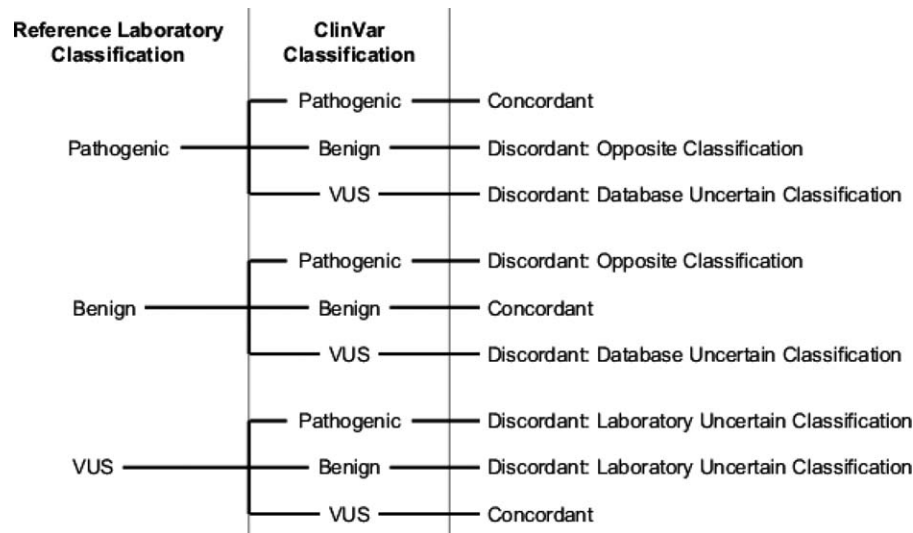 Reference Laboratory Classification
ClinVar Classification
Pathogenic
Pathogenic
Concordant
Benign
Discordant: Opposite Classification
VUS
Discordant: Database Uncertain Classification
Benign
Pathogenic
Discordant: Opposite Classification
Benign
Concordant
VUS
Discordant: Database Uncertain Classification
VUS
Pathogenic
Discordant: Laboratory Uncertain Classification
Benign
Discordant: Laboratory Uncertain Classification
VUS
Concordant